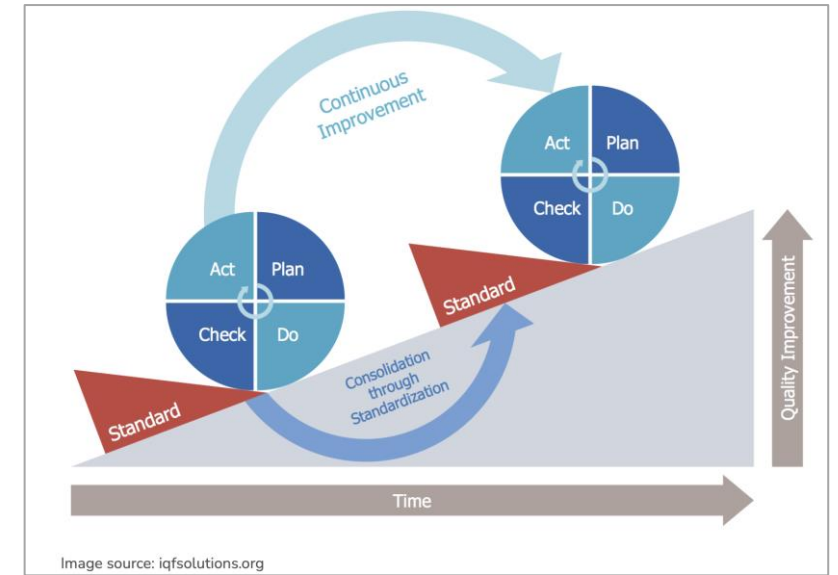 Continuous
Improvement
Act
Plan
Check
Do
Act
Plan
Check
Do
Standard
Standard
Consolidation
through
Standardization
Quality Improvement
Time
Image source: iqfsolutions.org